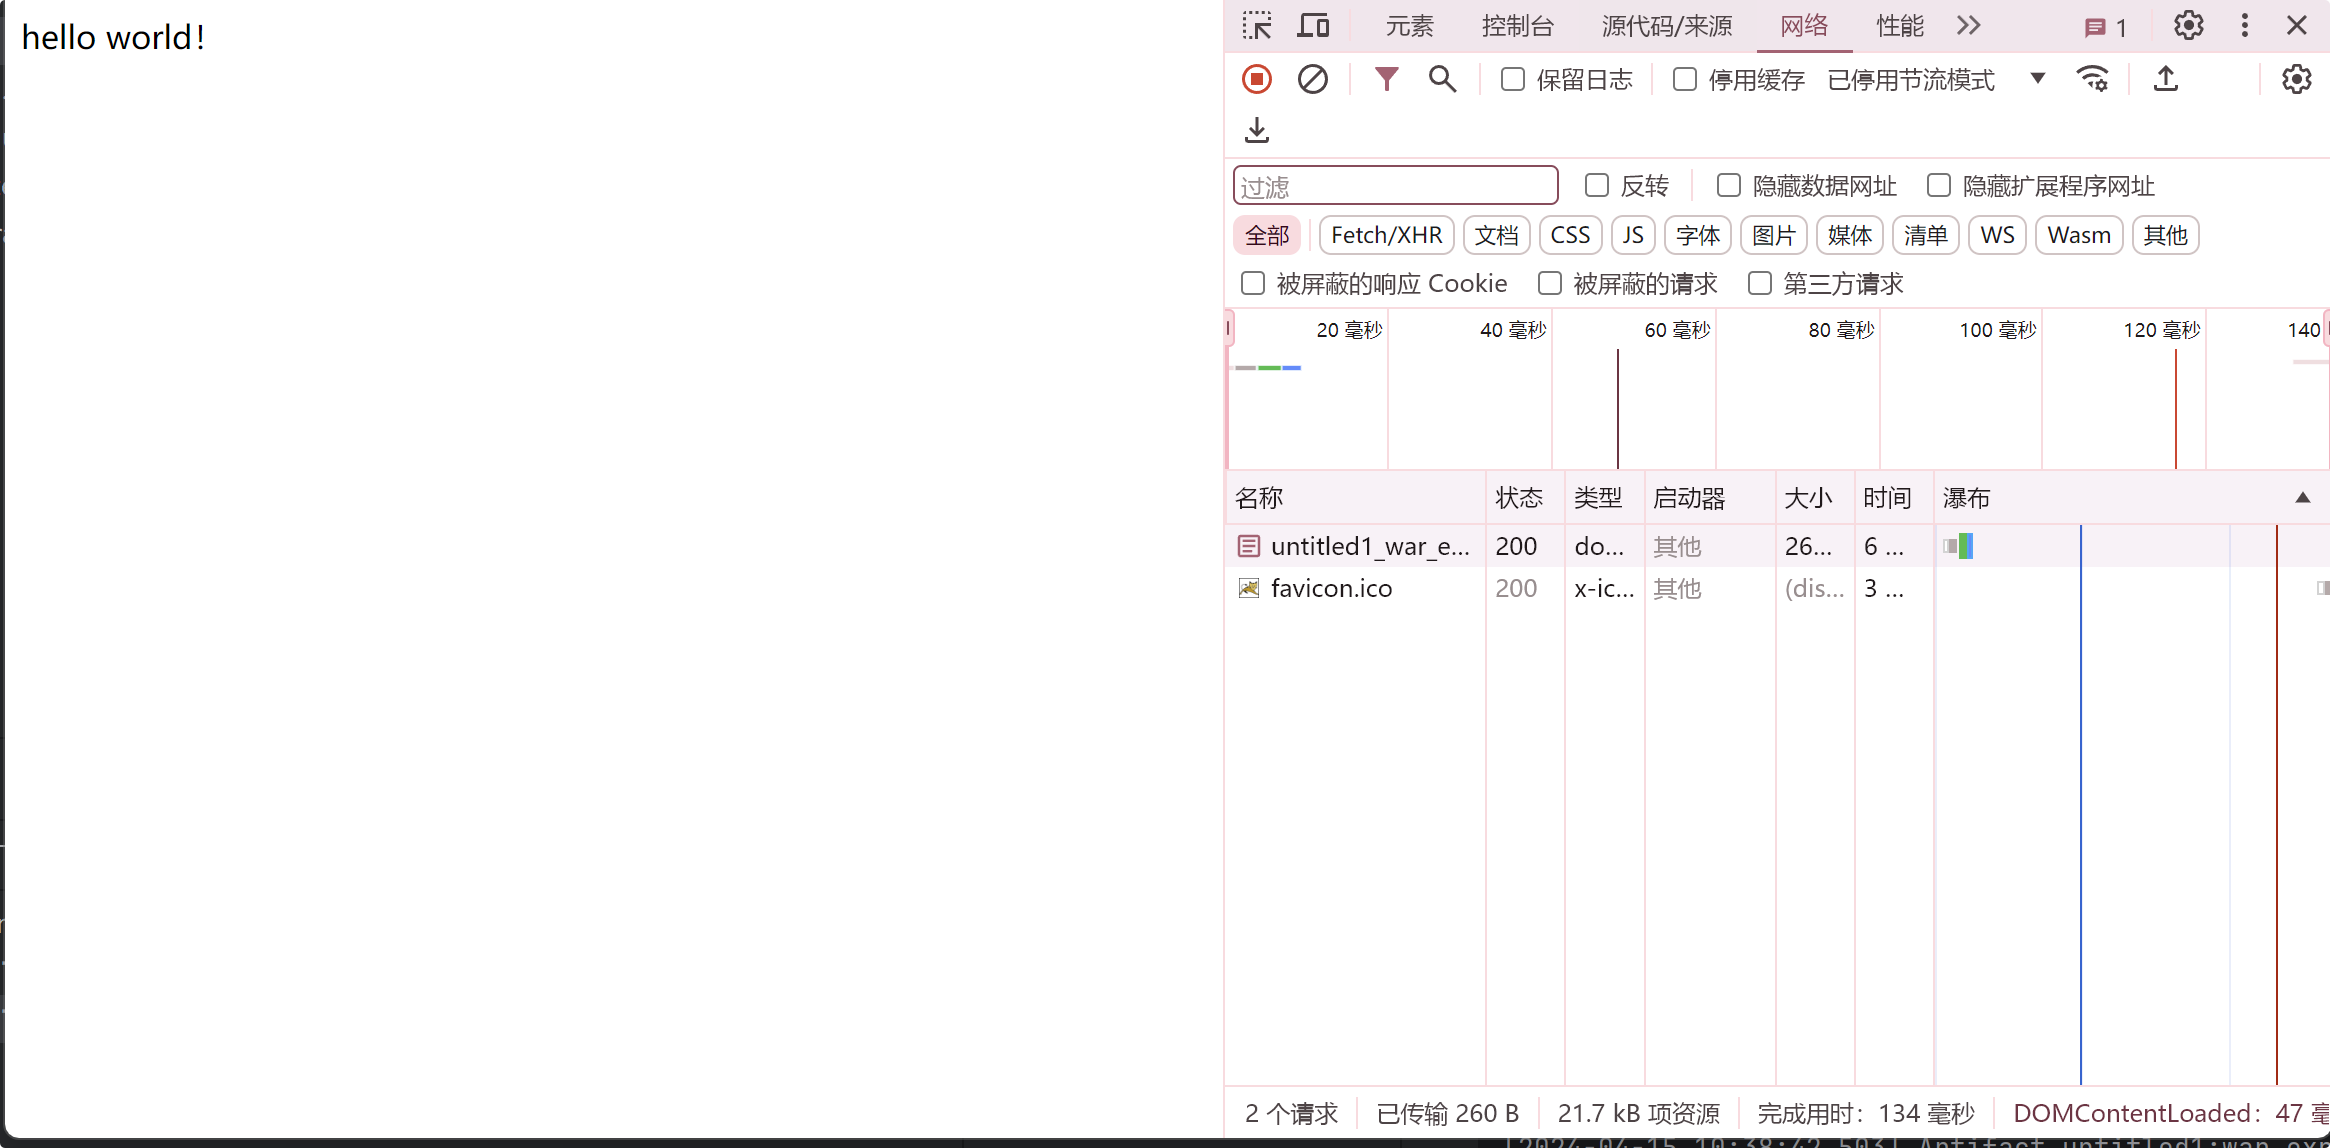 hello world!
元素 控制台 源代码/来源 网络 性能 1
保留日志 停用缓存 已停用节流模式
过滤 反转 隐藏数据网址 隐藏扩展程序网址
全部 Fetch/XHR 文档 CSS JS 字体 图片 媒体 清单 WS Wasm 其他
被屏蔽的响应 Cookie 被屏蔽的请求 第三方请求
20 毫秒 40 毫秒 60 毫秒 80 毫秒 100 毫秒 120 毫秒 140
名称 状态 类型 启动器 大小 时间 瀑布
untitled1_war_e... 200 do... 其他 26... 6 ...
favicon.ico 200 x-ic... 其他 (dis... 3 ...
2 个请求 已传输 260 B 21.7 kB 项资源 完成用时：134 毫秒 DOMContentLoaded：47 毫